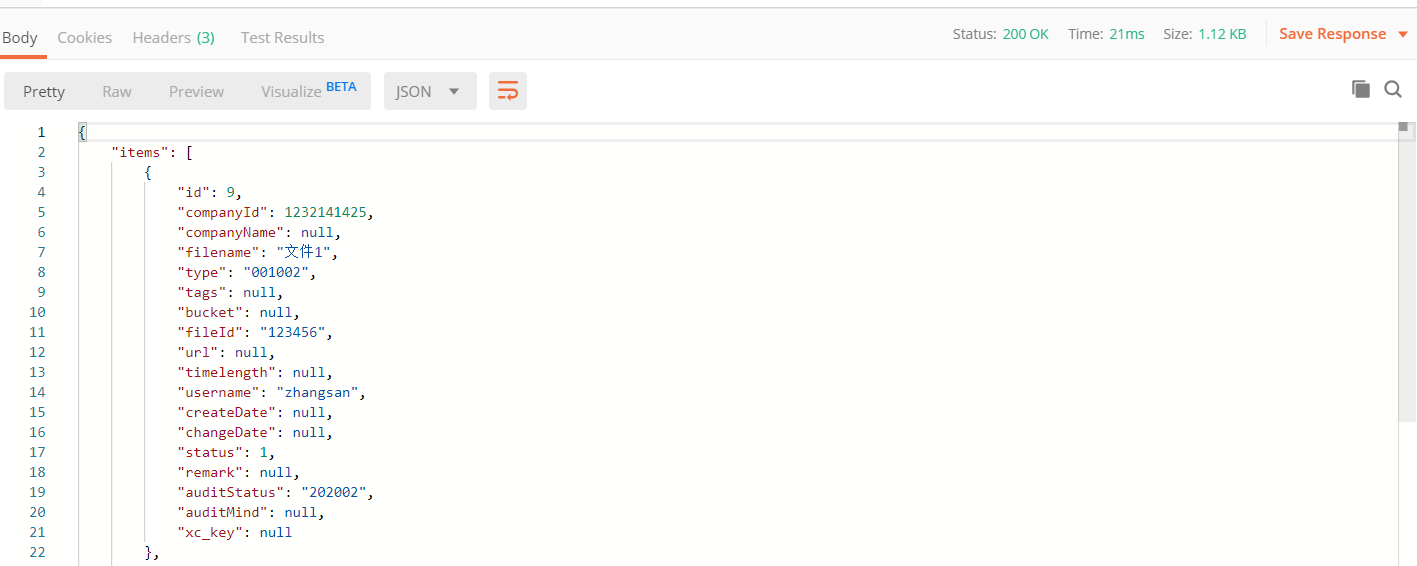 Body Cookies Headers (3) Test Results Status: 200 OK Time: 21ms Size: 1.12 KB Save Response
Pretty Raw Preview Visualize BETA JSON
1 {
2 "items": [
3 {
4 "id": 9,
5 "companyId": 1232141425,
6 "companyName": null,
7 "filename": "文件1",
8 "type": "001002",
9 "tags": null,
10 "bucket": null,
11 "fileId": "123456",
12 "url": null,
13 "timelength": null,
14 "username": "zhangsan",
15 "createDate": null,
16 "changeDate": null,
17 "status": 1,
18 "remark": null,
19 "auditStatus": "202002",
20 "auditMind": null,
21 "xc_key": null
22 },